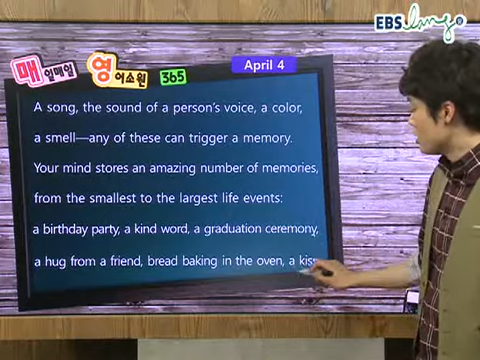 EBS lang
April 4
매일매일 영어소원 365
A song, the sound of a person's voice, a color,
a smell—any of these can trigger a memory.
Your mind stores an amazing number of memories,
from the smallest to the largest life events:
a birthday party, a kind word, a graduation ceremony,
a hug from a friend, bread baking in the oven, a kiss